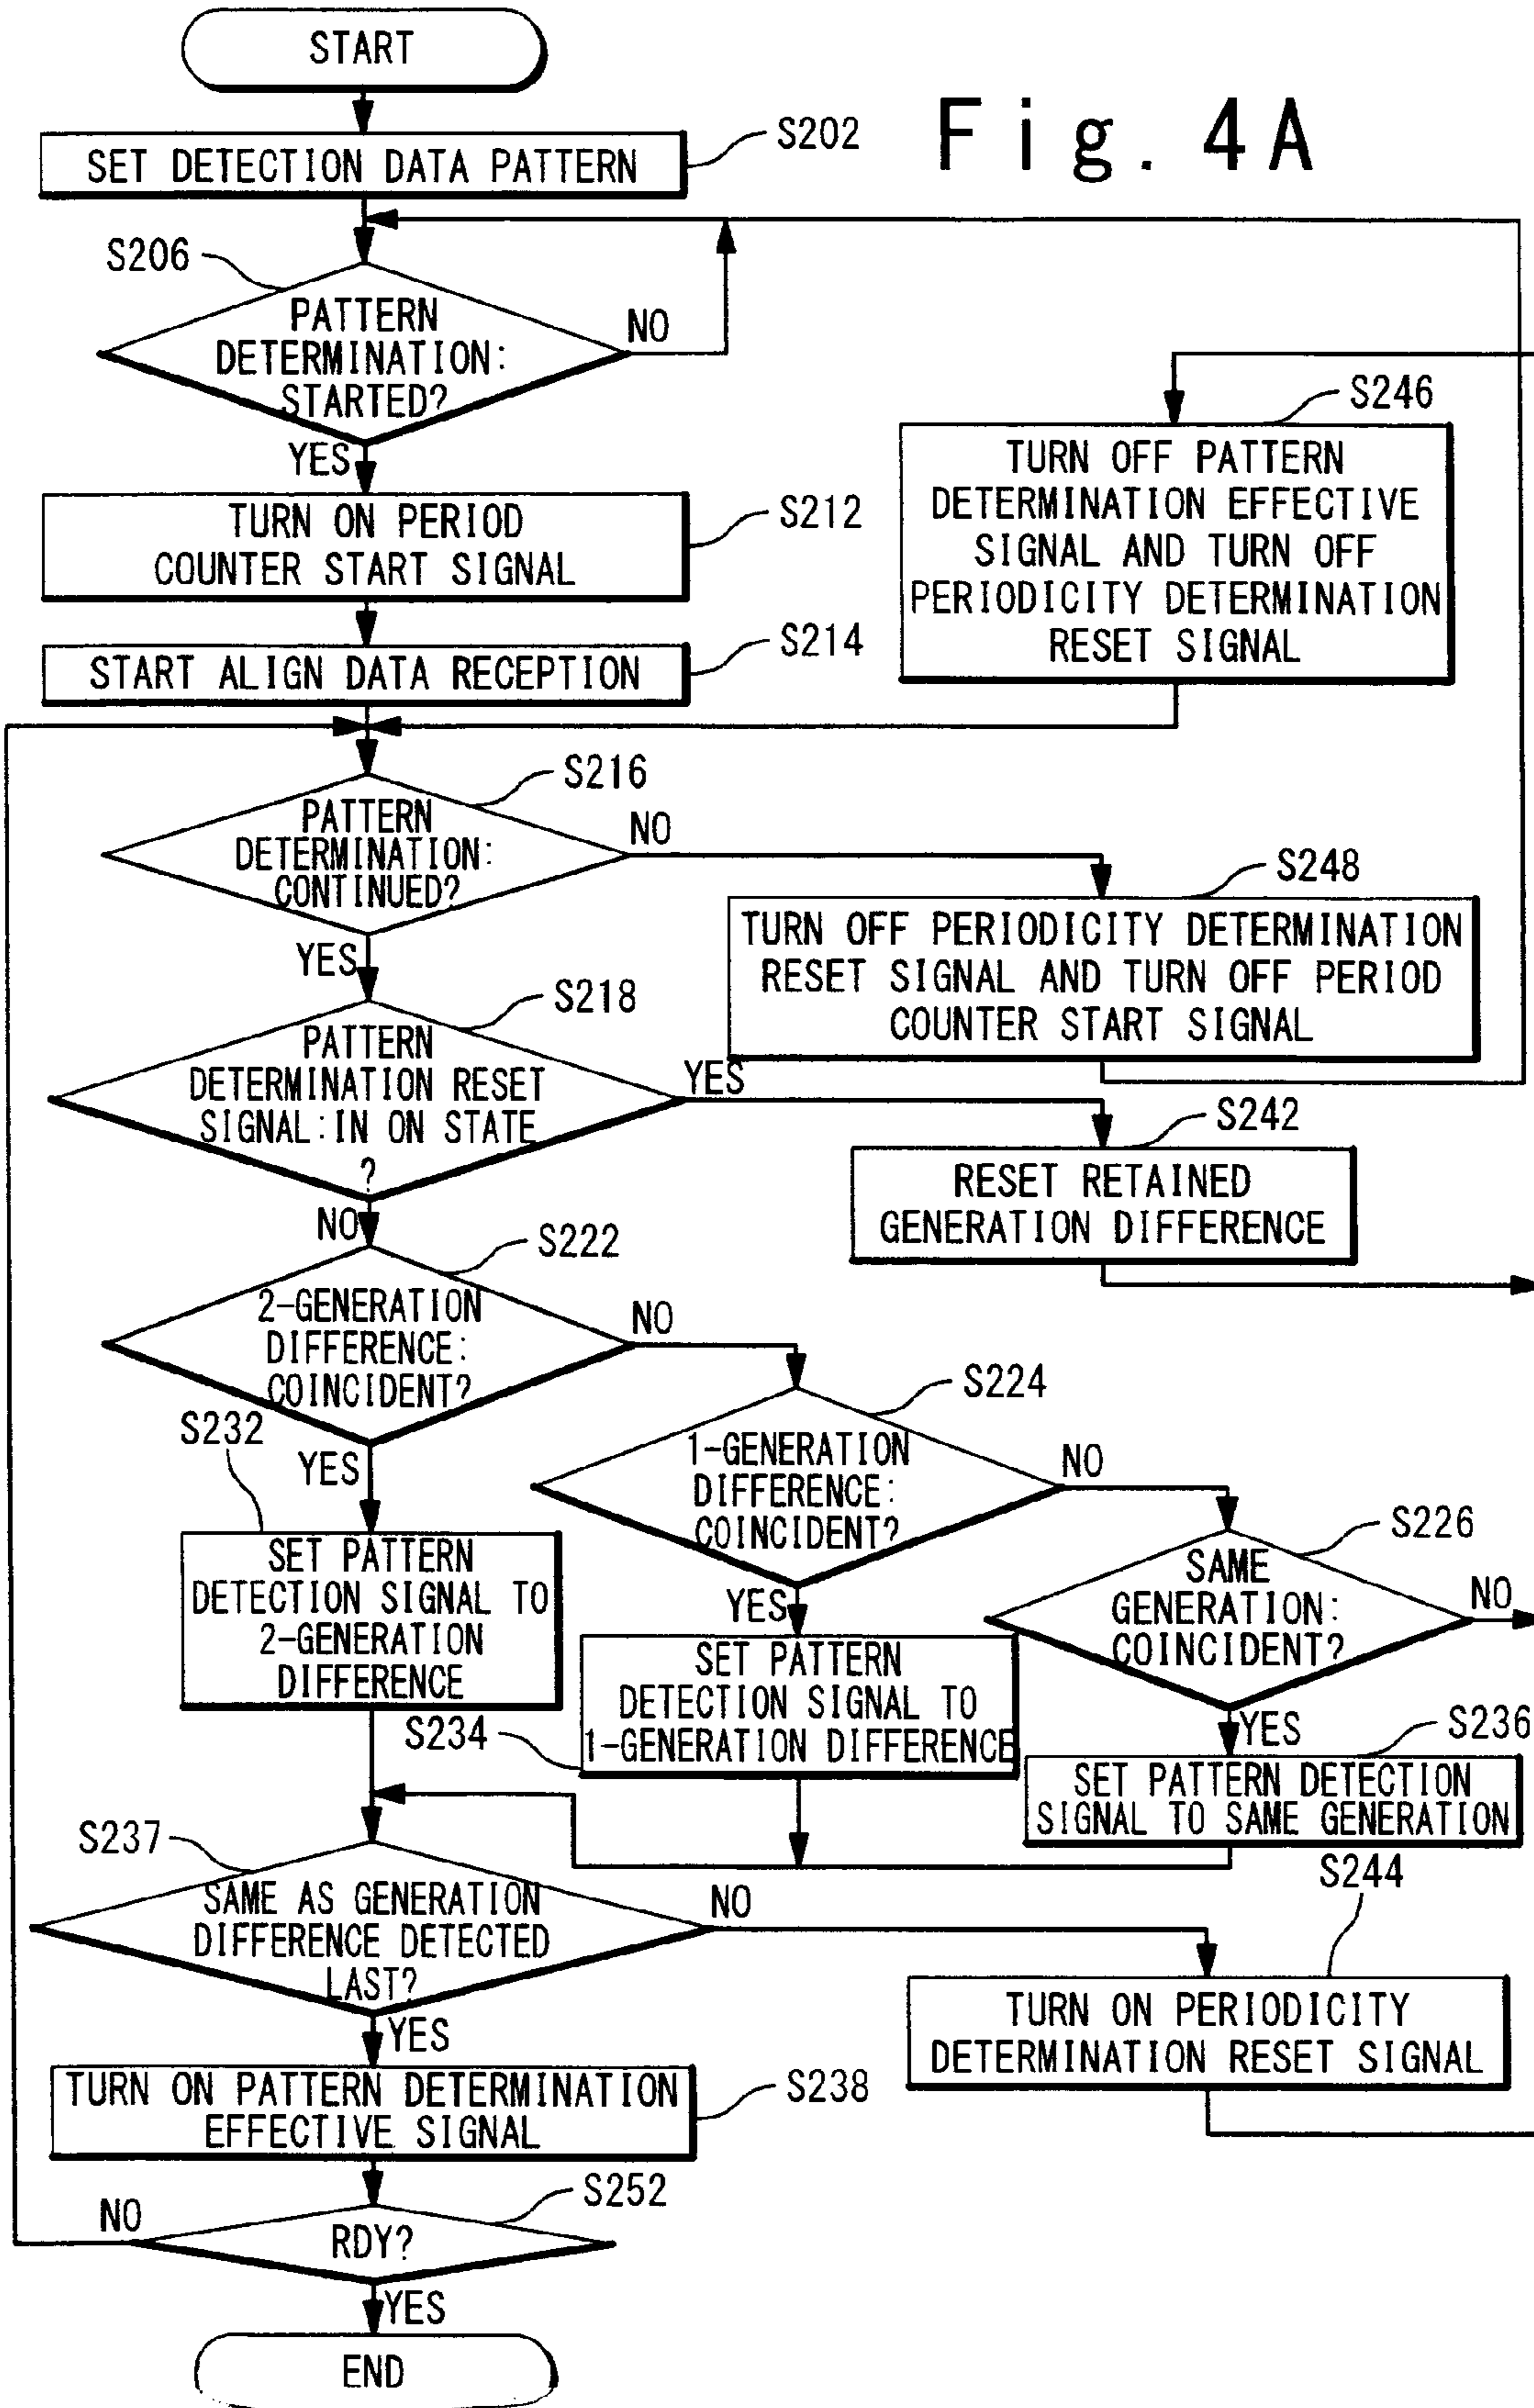 START
Fig. 4A
S202
SET DETECTION DATA PATTERN
S206
PATTERN
DETERMINATION:
STARTED?
NO
YES
S246
TURN OFF PATTERN
DETERMINATION EFFECTIVE
SIGNAL AND TURN OFF
PERIODICITY DETERMINATION
RESET SIGNAL
S212
TURN ON PERIOD
COUNTER START SIGNAL
S214
START ALIGN DATA RECEPTION
S216
PATTERN
DETERMINATION:
CONTINUED?
NO
YES
S248
TURN OFF PERIODICITY DETERMINATION
RESET SIGNAL AND TURN OFF PERIOD
COUNTER START SIGNAL
S218
PATTERN
DETERMINATION RESET
SIGNAL:IN ON STATE
?
YES
NO
S242
RESET RETAINED
GENERATION DIFFERENCE
S222
2-GENERATION
DIFFERENCE:
COINCIDENT?
NO
YES
S224
1-GENERATION
DIFFERENCE:
COINCIDENT?
NO
YES
S226
SAME
GENERATION:
COINCIDENT?
NO
YES
S232
SET PATTERN
DETECTION SIGNAL TO
2-GENERATION
DIFFERENCE
S234
SET PATTERN
DETECTION SIGNAL TO
1-GENERATION DIFFERENCE
S236
SET PATTERN DETECTION
SIGNAL TO SAME GENERATION
S237
SAME AS GENERATION
DIFFERENCE DETECTED
LAST?
NO
YES
S244
TURN ON PERIODICITY
DETERMINATION RESET SIGNAL
S238
TURN ON PATTERN DETERMINATION
EFFECTIVE SIGNAL
S252
RDY?
NO
YES
END